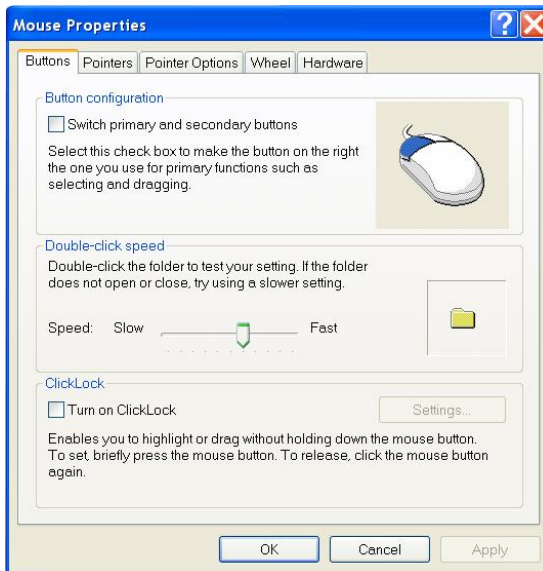 Mouse Properties
?
Buttons Pointers Pointer Options Wheel Hardware
Button configuration
Switch primary and secondary buttons
Select this check box to make the button on the right
the one you use for primary functions such as
selecting and dragging.
Double-click speed
Double-click the folder to test your setting. If the folder
does not open or close, try using a slower setting.
Speed: Slow Fast
ClickLock
Turn on ClickLock Settings...
Enables you to highlight or drag without holding down the mouse button.
To set, briefly press the mouse button. To release, click the mouse button
again.
OK Cancel Apply